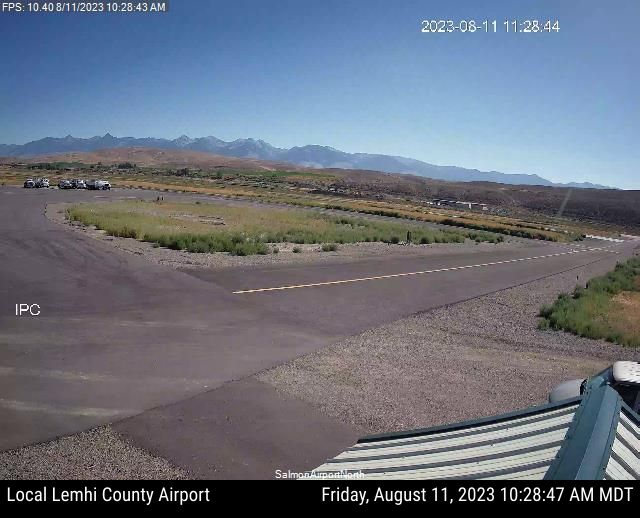 FPS: 10.40 8/11/2023 10:28:43 AM
2023-08-11 11:28:44
IPC
SalmonAirportNorth
Local Lemhi County Airport Friday, August 11, 2023 10:28:47 AM MDT